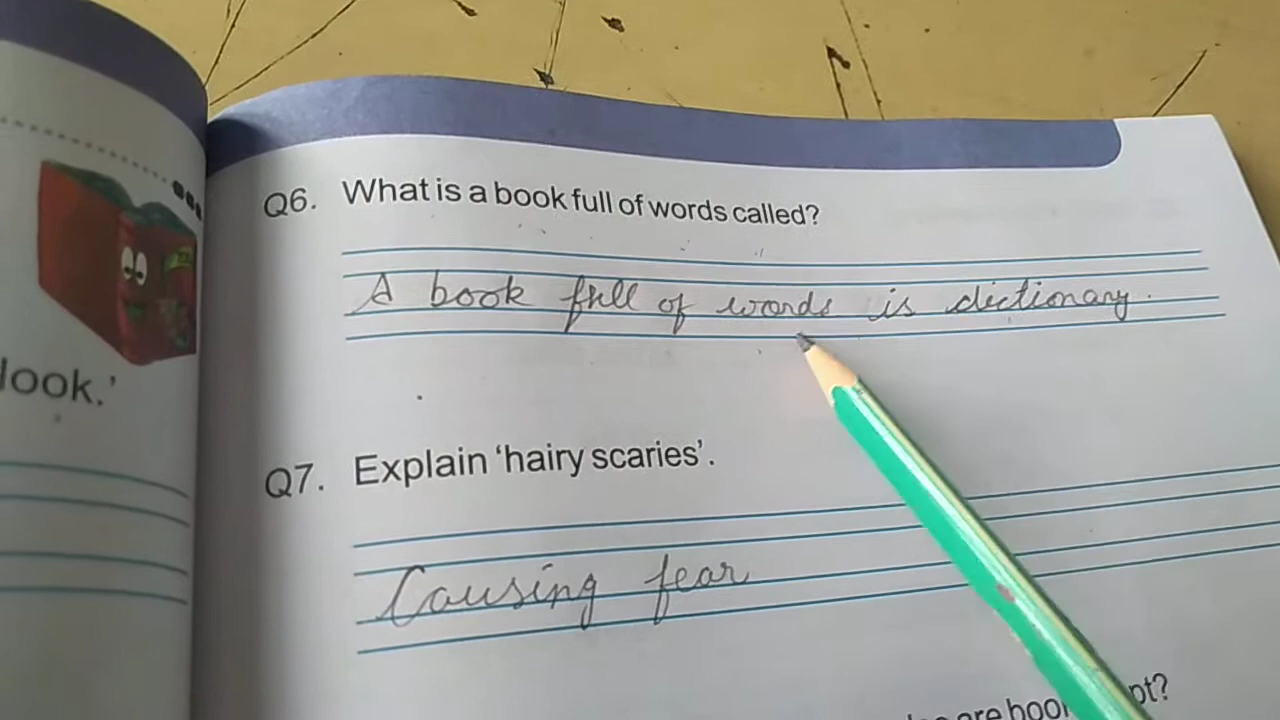 look.'
Q6. What is a book full of words called?
A book full of words is dictionary.
Q7. Explain 'hairy scaries'.
Causing fear
are